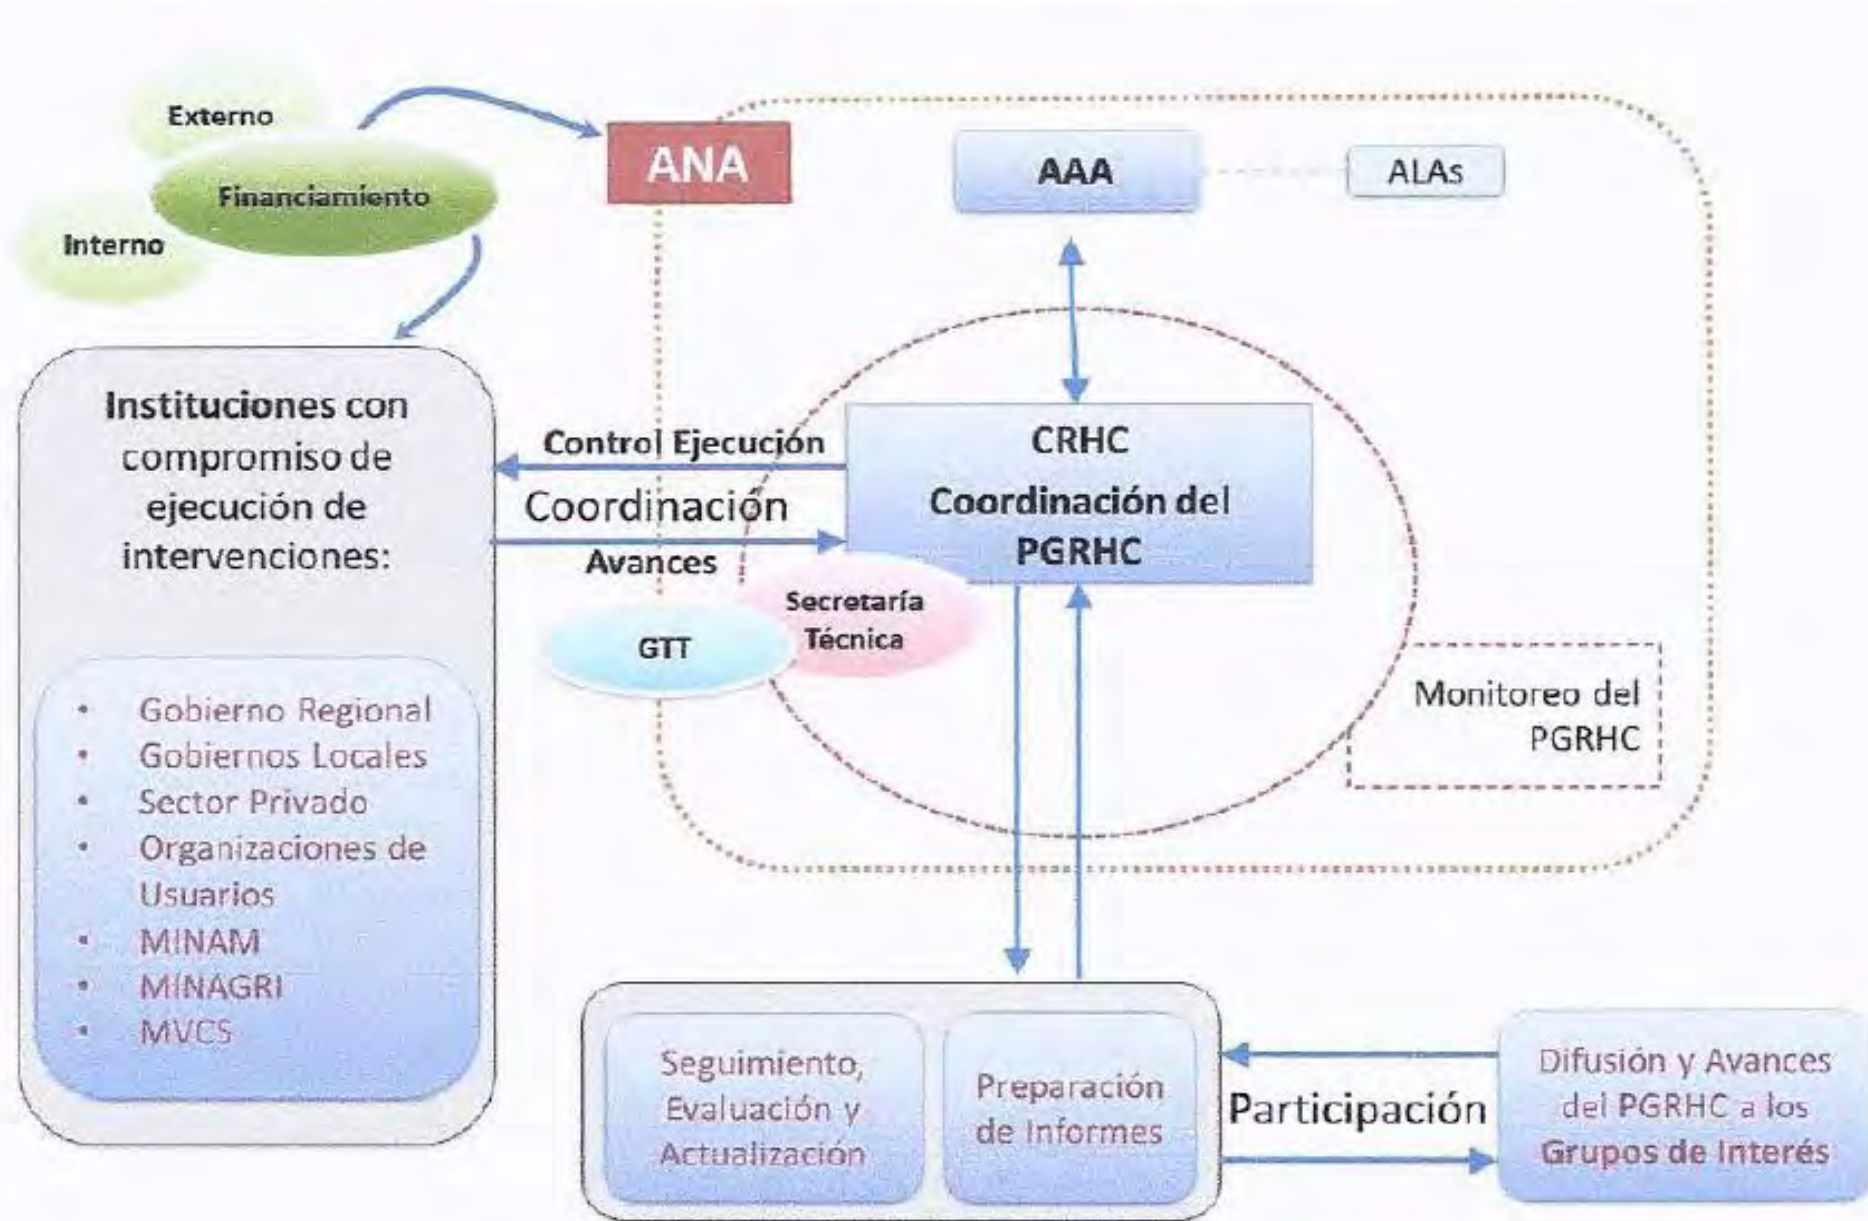 Externo
Financiamiento
Interno
ANA
AAA
ALAs
Instituciones con
compromiso de
ejecución de
intervenciones:
• Gobierno Regional
• Gobiernos Locales
• Sector Privado
• Organizaciones de
Usuarios
• MINAM
• MINAGRI
• MVCS
Control Ejecución
Coordinación
Avances
CRHC
Coordinación del
PGRHC
Secretaría
Técnica
GTT
Monitoreo del
PGRHC
Seguimiento,
Evaluación y
Actualización
Preparación
de Informes
Participación
Difusión y Avances
del PGRHC a los
Grupos de Interés